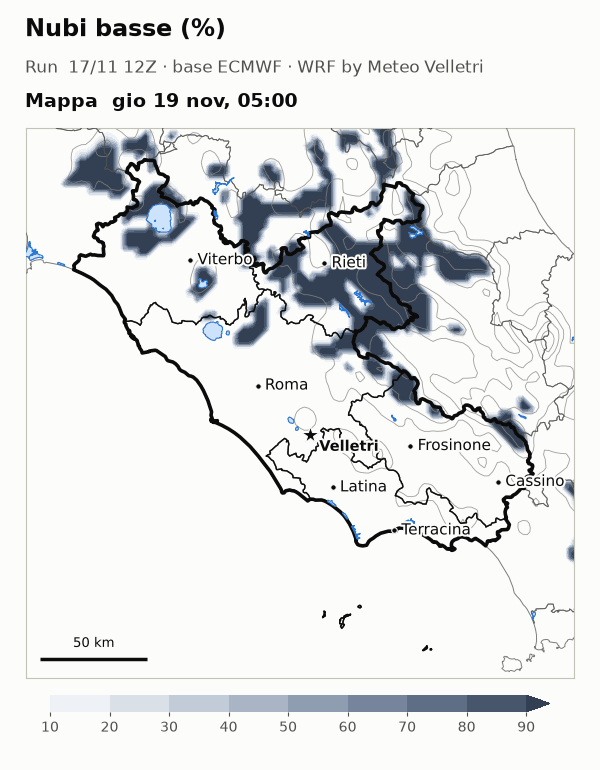 Nubi basse (%)
Run 17/11 12Z · base ECMWF · WRF by Meteo Velletri
Mappa gio 19 nov, 05:00
Viterbo
Rieti
Roma
Velletri
Frosinone
Cassino
Latina
Terracina
50 km
10 20 30 40 50 60 70 80 90